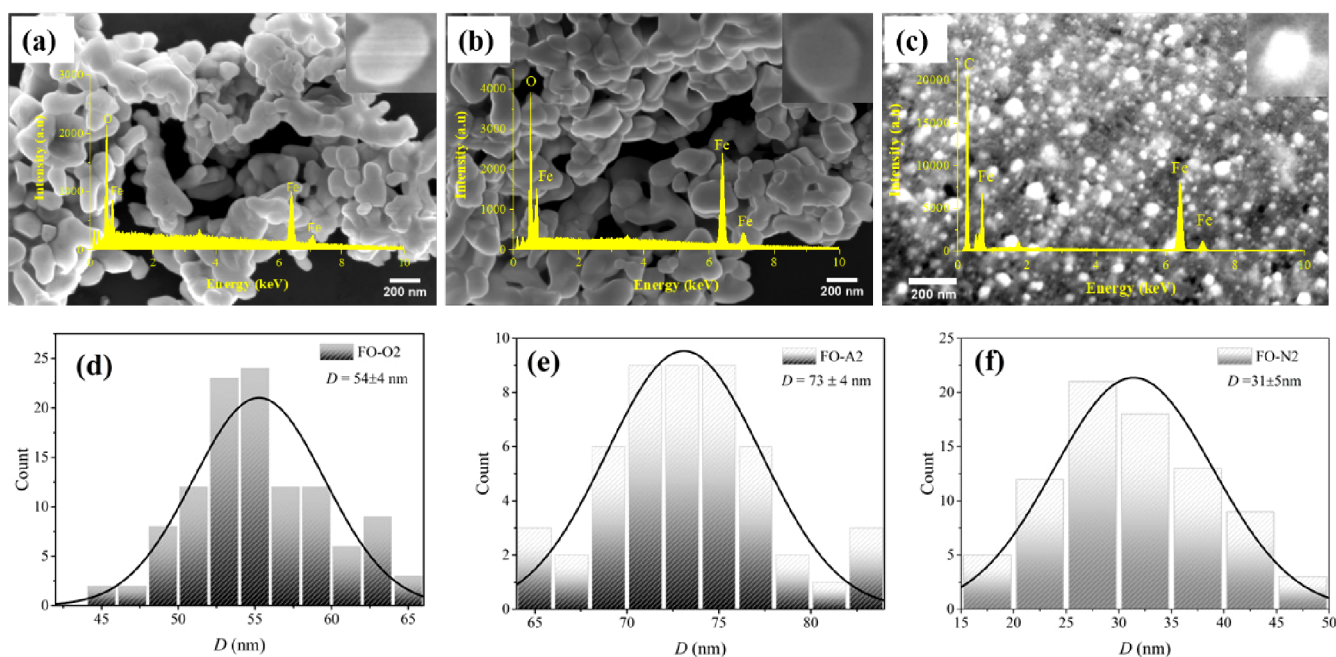 (a)
3000
2000
1000
0
Intensity (a.u)
O
Fe
Fe
Fe
0 2 4 6 8 10
Energy (keV)
200 nm
(b)
4000
3000
2000
1000
0
Intensity (a.u)
O
Fe
Fe
Fe
0 2 4 6 8 10
Energy (keV)
200 nm
(c)
20000
15000
10000
5000
0
Intensity (a.u)
C
Fe
Fe
Fe
0 2 4 6 8 10
Energy (keV)
200 nm
(d)
FO-O2
D = 54±4 nm
25
20
15
10
5
0
Count
45 50 55 60 65
D (nm)
(e)
FO-A2
D = 73 ± 4 nm
10
8
6
4
2
0
Count
65 70 75 80
D (nm)
(f)
FO-N2
D =31±5nm
25
20
15
10
5
0
Count
15 20 25 30 35 40 45 50
D (nm)